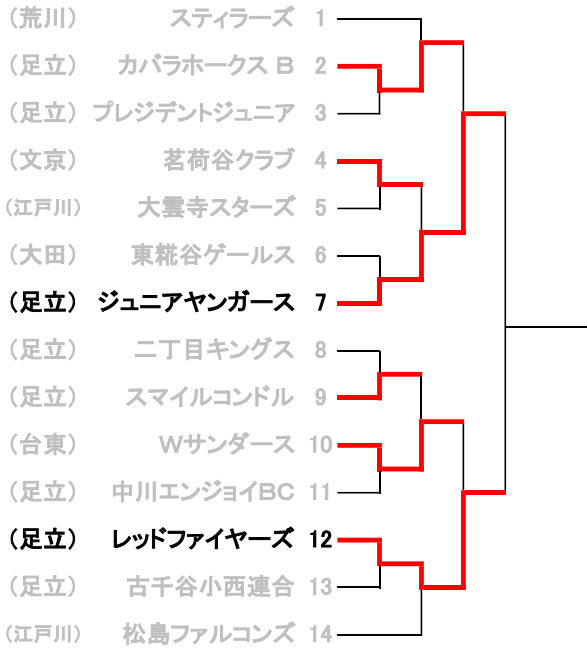 （荒川） スティラーズ 1
（足立） カバラホークス B 2
（足立） プレジデントジュニア 3
（文京）茗荷谷クラブ 4
（江戸川） 大雲寺スターズ 5
（大田） 東糀谷ゲールス 6
（足立） ジュニアヤンガース 7
（足立） 二丁目キングス 8
（足立） スマイルコンドル 9
（台東） Wサンダース 10
（足立） 中川エンジョイBC 11
（足立） レッドファイヤーズ 12
（足立） 古千谷小西連合 13
（江戸川） 松島ファルコンズ 14